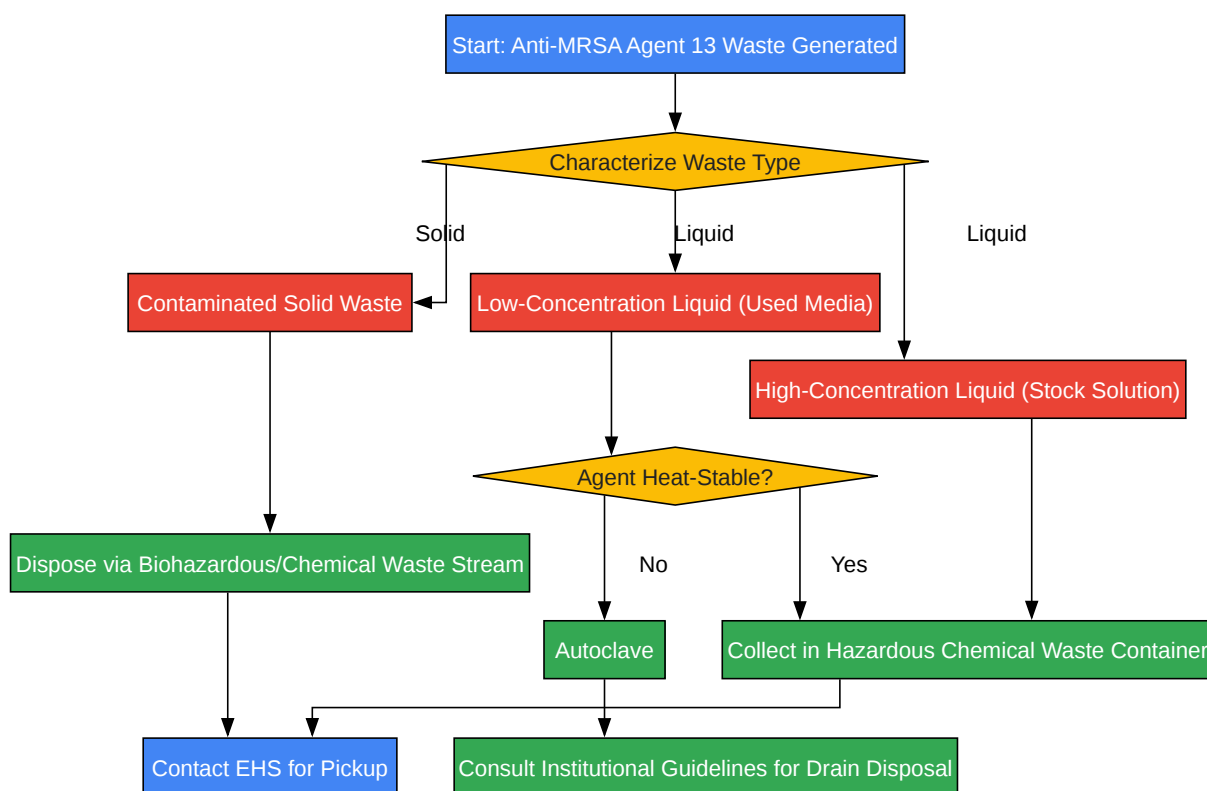 Start: Anti-MRSA Agent 13 Waste Generated
Characterize Waste Type
Solid
Liquid
Liquid
Contaminated Solid Waste
Low-Concentration Liquid (Used Media)
High-Concentration Liquid (Stock Solution)
Agent Heat-Stable?
Dispose via Biohazardous/Chemical Waste Stream
No
Yes
Autoclave
Collect in Hazardous Chemical Waste Container
Contact EHS for Pickup
Consult Institutional Guidelines for Drain Disposal